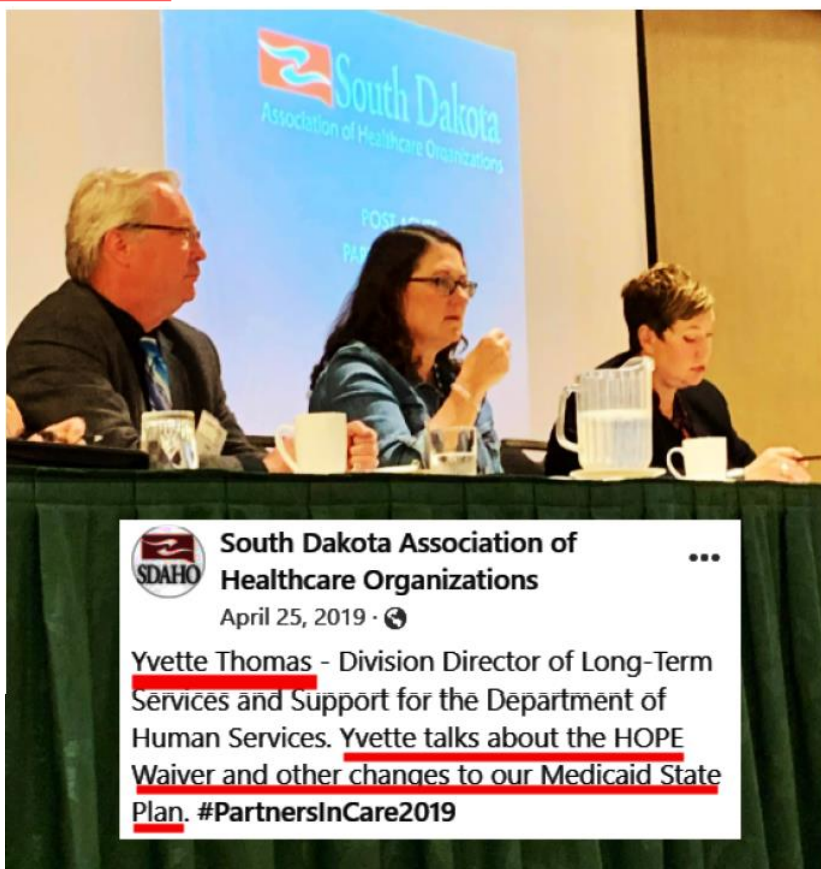 South Dakota
Association of Healthcare Organizations
POST-ACUTE
SDAHO
South Dakota Association of
Healthcare Organizations
April 25, 2019
Yvette Thomas - Division Director of Long-Term
Services and Support for the Department of
Human Services. Yvette talks about the HOPE
Waiver and other changes to our Medicaid State
Plan. #PartnersInCare2019